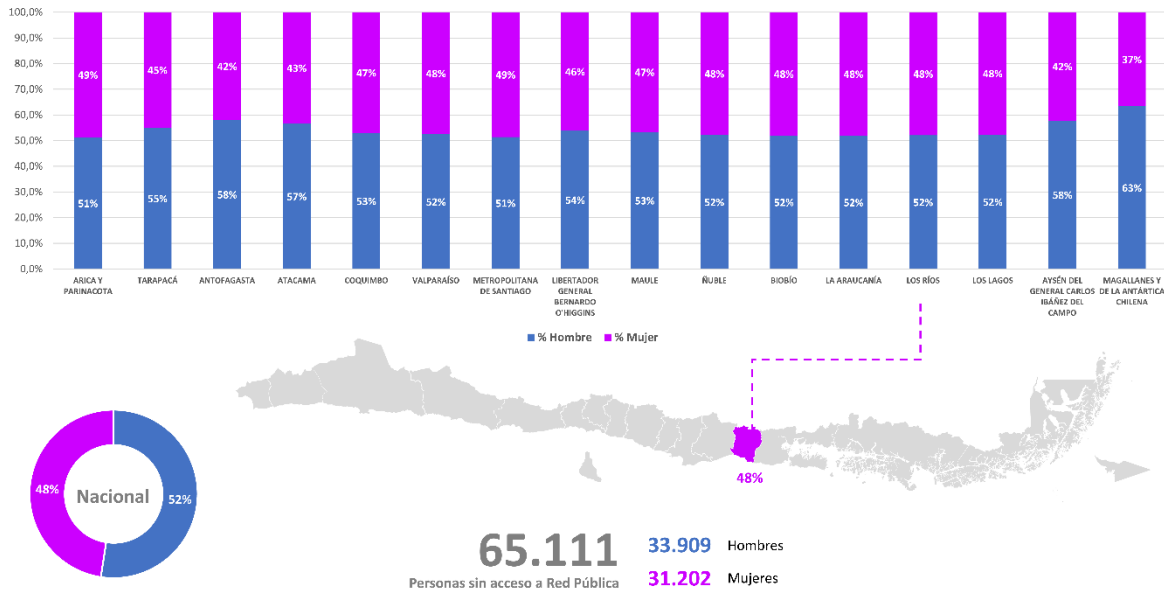 100,0%
90,0%
80,0%
70,0%
60,0%
50,0%
40,0%
30,0%
20,0%
10,0%
0,0%
49%
45%
42%
43%
47%
48%
49%
46%
47%
48%
48%
48%
48%
48%
42%
37%
51%
55%
58%
57%
53%
52%
51%
54%
53%
52%
52%
52%
52%
52%
58%
63%
ARICA Y
PARINACOTA
TARAPACÁ
ANTOFAGASTA
ATACAMA
COQUIMBO
VALPARAÍSO
METROPOLITANA
DE SANTIAGO
LIBERTADOR
GENERAL
BERNARDO
O'HIGGINS
MAULE
ÑUBLE
BIOBÍO
LA ARAUCANÍA
LOS RÍOS
LOS LAGOS
AYSÉN DEL
GENERAL CARLOS
IBÁÑEZ DEL
CAMPO
MAGALLANES Y
DE LA ANTÁRTICA
CHILENA
% Hombre
% Mujer
48%
Nacional
52%
48%
65.111
Personas sin acceso a Red Pública
33.909 Hombres
31.202 Mujeres